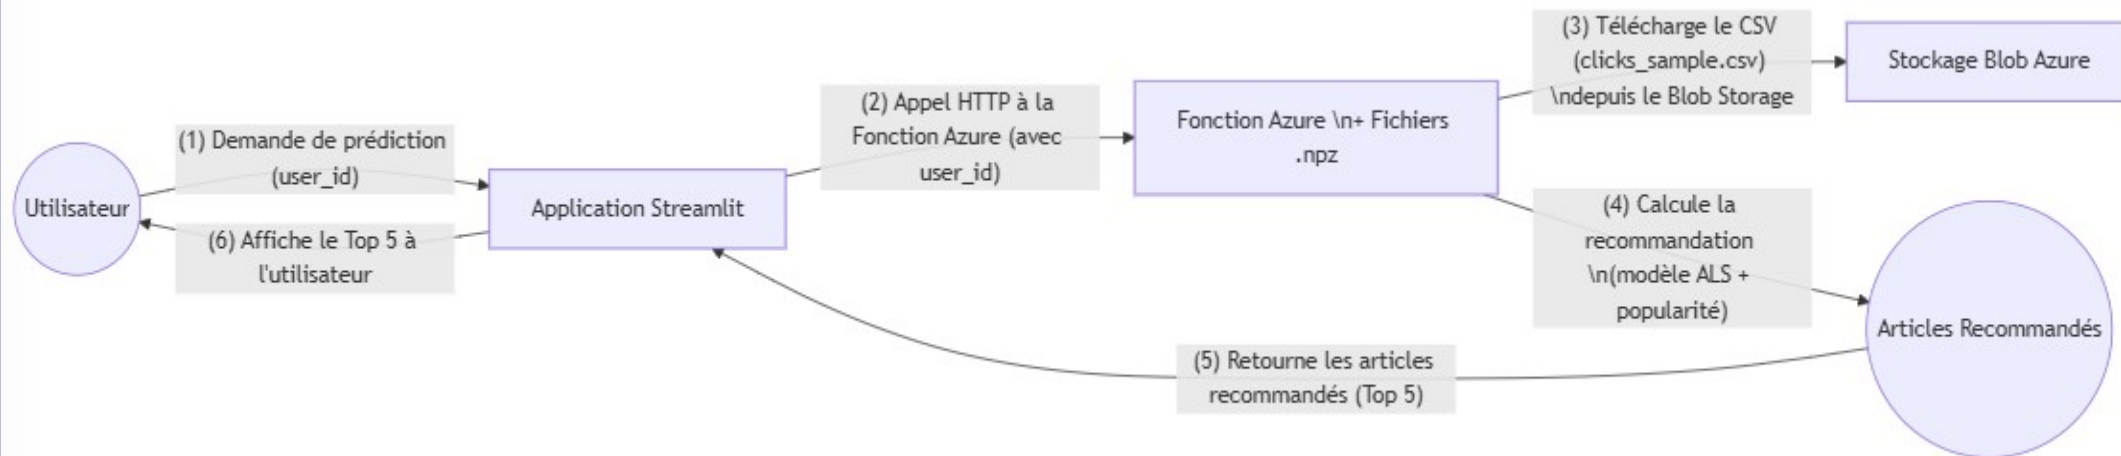 Utilisateur
(1) Demande de prédiction
(user_id)
(6) Affiche le Top 5 à
l'utilisateur
Application Streamlit
(2) Appel HTTP à la
Fonction Azure (avec
user_id)
Fonction Azure \n+ Fichiers
.npz
(3) Télécharge le CSV
(clicks_sample.csv)
\ndepuis le Blob Storage
Stockage Blob Azure
(4) Calcule la
recommandation
\n(modèle ALS +
popularité)
Articles Recommandés
(5) Retourne les articles
recommandés (Top 5)